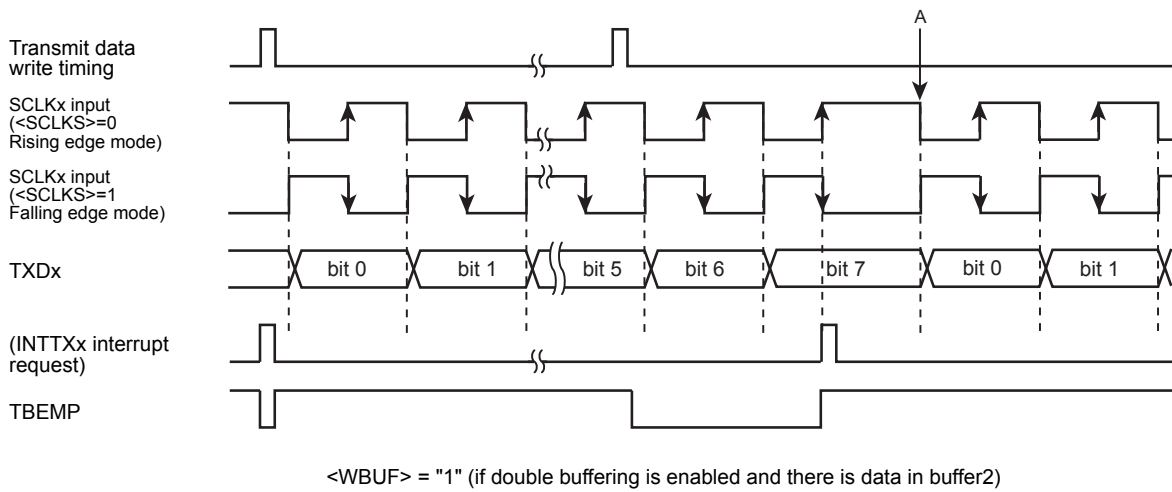 A
Transmit data
write timing
SCLKx input
(<SCLKS>=0
Rising edge mode)
SCLKx input
(<SCLKS>=1
Falling edge mode)
TXDx
bit 0
bit 1
bit 5
bit 6
bit 7
bit 0
bit 1
(INTTXx interrupt
request)
TBEMP
<WBUF> = "1" (if double buffering is enabled and there is data in buffer2)